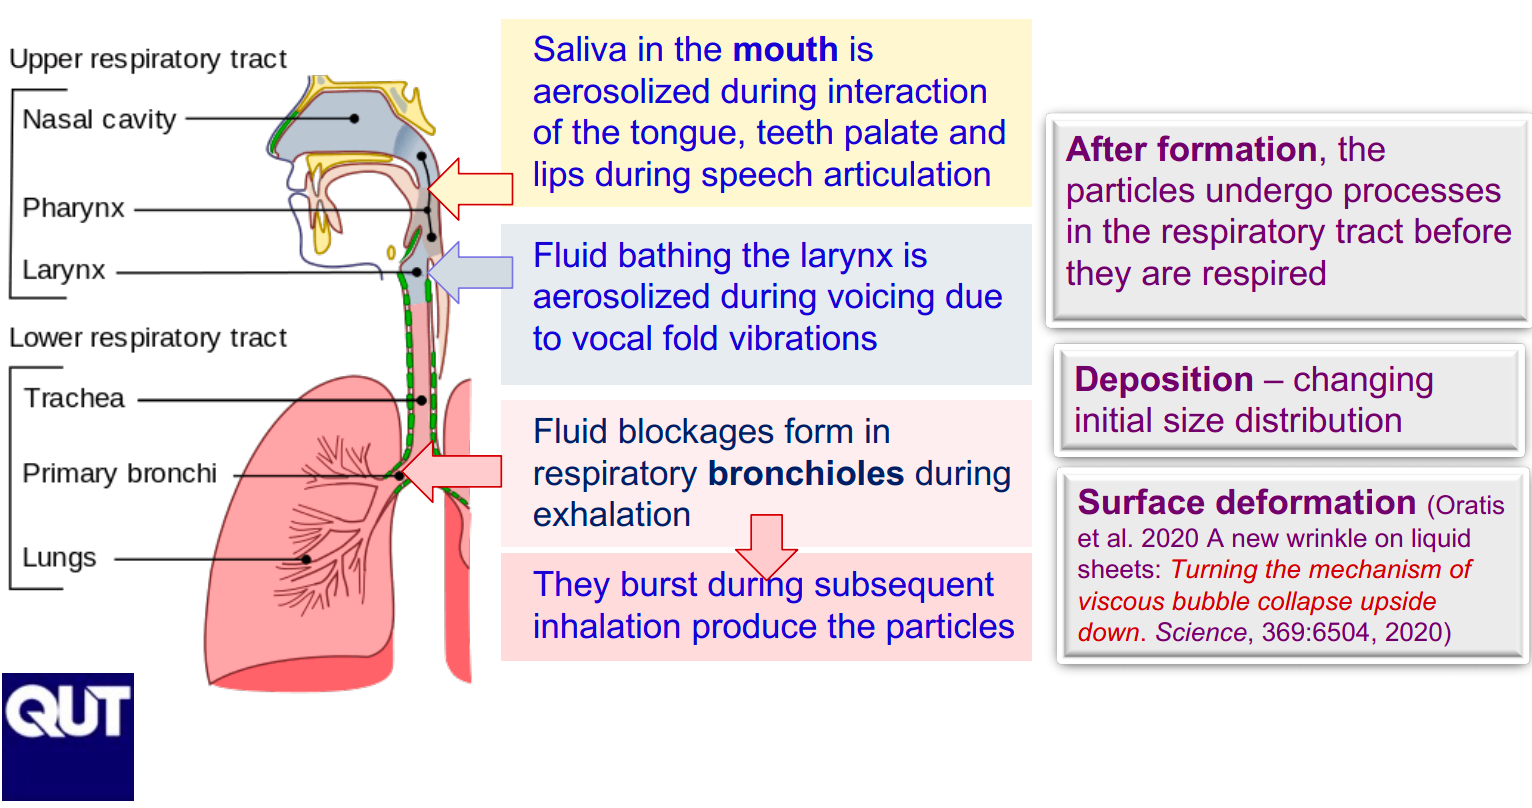 Upper respiratory tract
Nasal cavity
Pharynx
Larynx
Lower respiratory tract
Trachea
Primary bronchi
Lungs
Saliva in the mouth is
aerosolized during interaction
of the tongue, teeth palate and
lips during speech articulation
Fluid bathing the larynx is
aerosolized during voicing due
to vocal fold vibrations
Fluid blockages form in
respiratory bronchioles during
exhalation
They burst during subsequent
inhalation produce the particles
After formation, the
particles undergo processes
in the respiratory tract before
they are respired
Deposition – changing
initial size distribution
Surface deformation (Oratis
et al. 2020 A new wrinkle on liquid
sheets: Turning the mechanism of
viscous bubble collapse upside
down. Science, 369:6504, 2020)
QUT